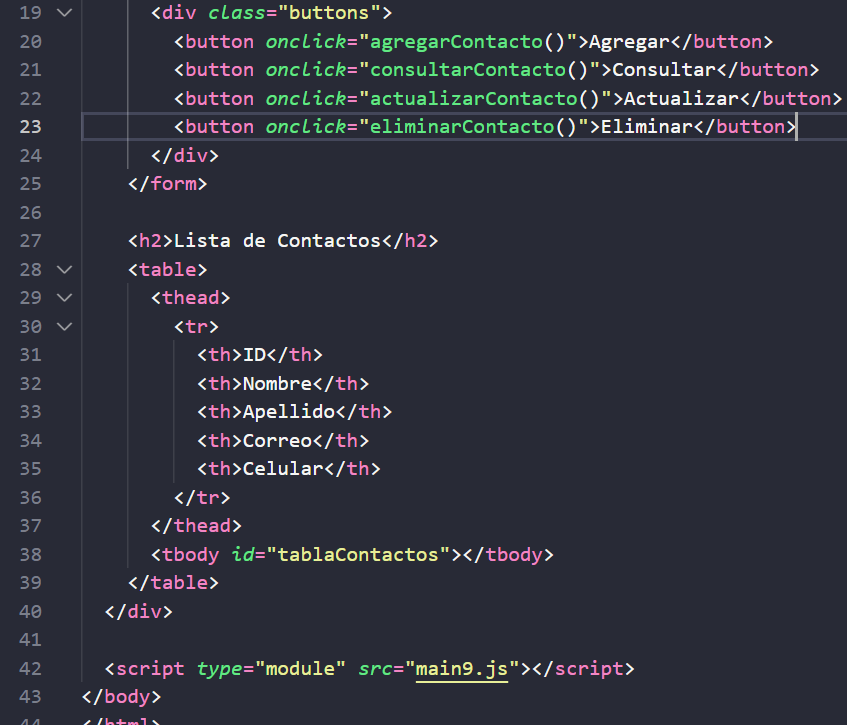 19 <div class="buttons">
20 <button onclick="agregarContacto()">Agregar</button>
21 <button onclick="consultarContacto()">Consultar</button>
22 <button onclick="actualizarContacto()">Actualizar</button>
23 <button onclick="eliminarContacto()">Eliminar</button>
24 </div>
25 </form>
26
27 <h2>Lista de Contactos</h2>
28 <table>
29 <thead>
30 <tr>
31 <th>ID</th>
32 <th>Nombre</th>
33 <th>Apellido</th>
34 <th>Correo</th>
35 <th>Celular</th>
36 </tr>
37 </thead>
38 <tbody id="tablaContactos"></tbody>
39 </table>
40 </div>
41
42 <script type="module" src="main9.js"></script>
43 </body>
44 </html>